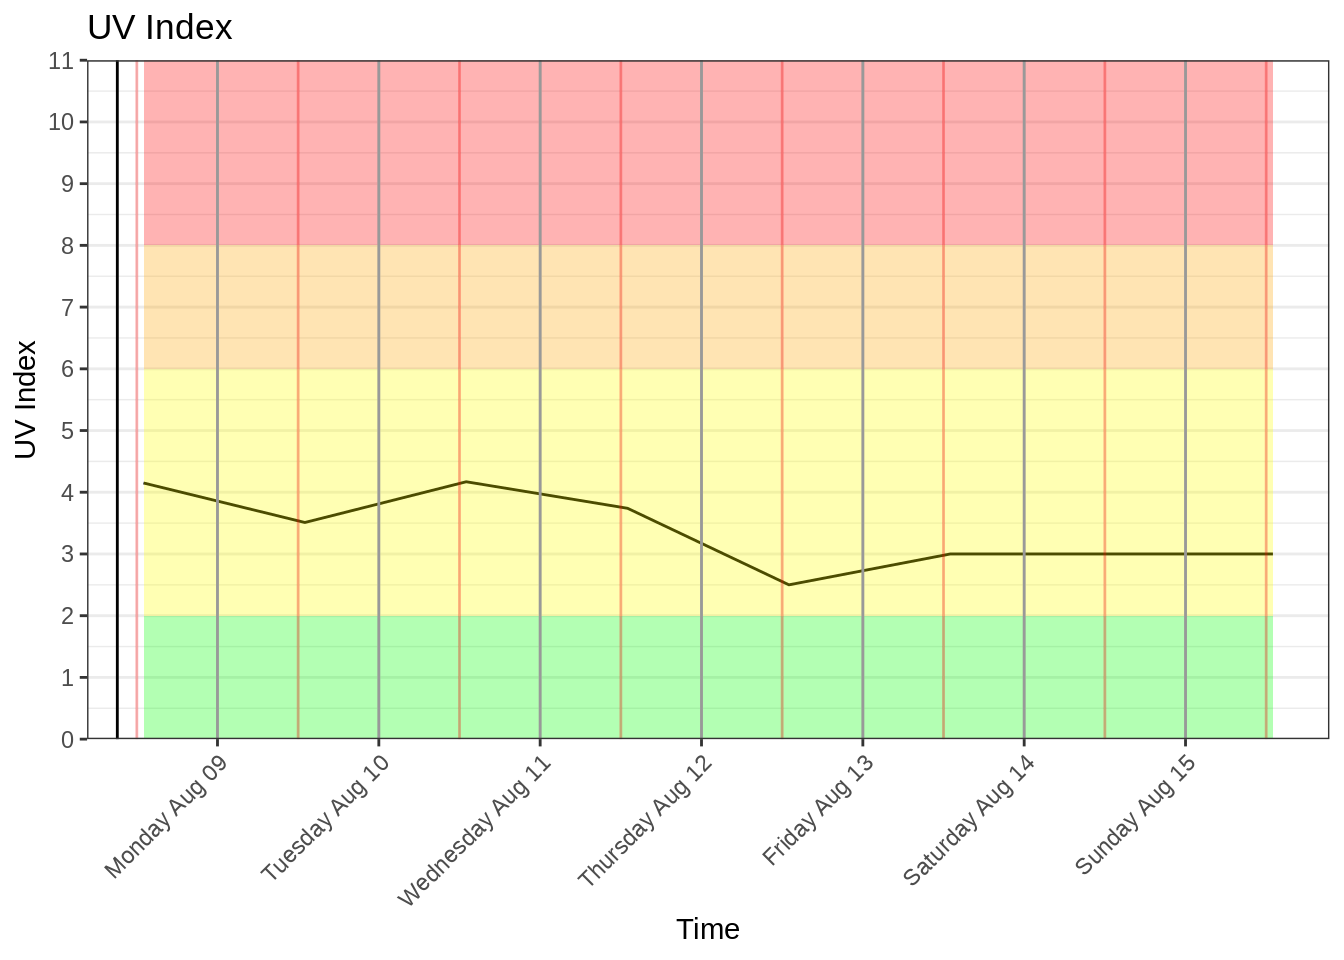 UV Index
11
10
9
8
7
6
5
4
3
2
1
0
UV Index
Monday Aug 09
Tuesday Aug 10
Wednesday Aug 11
Thursday Aug 12
Friday Aug 13
Saturday Aug 14
Sunday Aug 15
Time